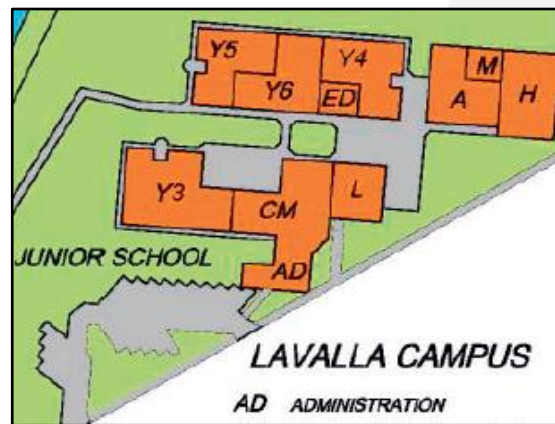 Y5
Y4
M
Y6
ED
A
H
Y3
CM
L
JUNIOR SCHOOL
AD
LAVALLA CAMPUS
AD ADMINISTRATION